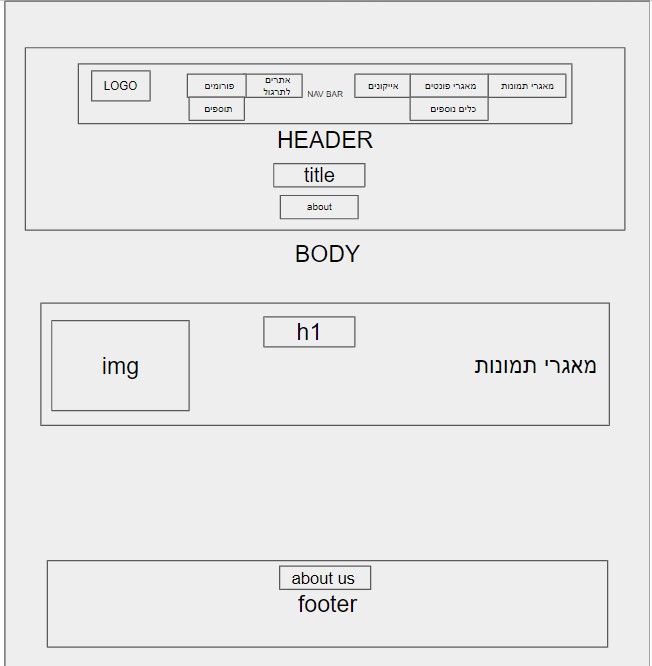 LOGO
פורומים
אתרים
לתרגול
NAV BAR
אייקונים
מאגרי פונטים
מאגרי תמונות
תוספים
כלים נוספים
HEADER
title
about
BODY
h1
img
מאגרי תמונות
about us
footer